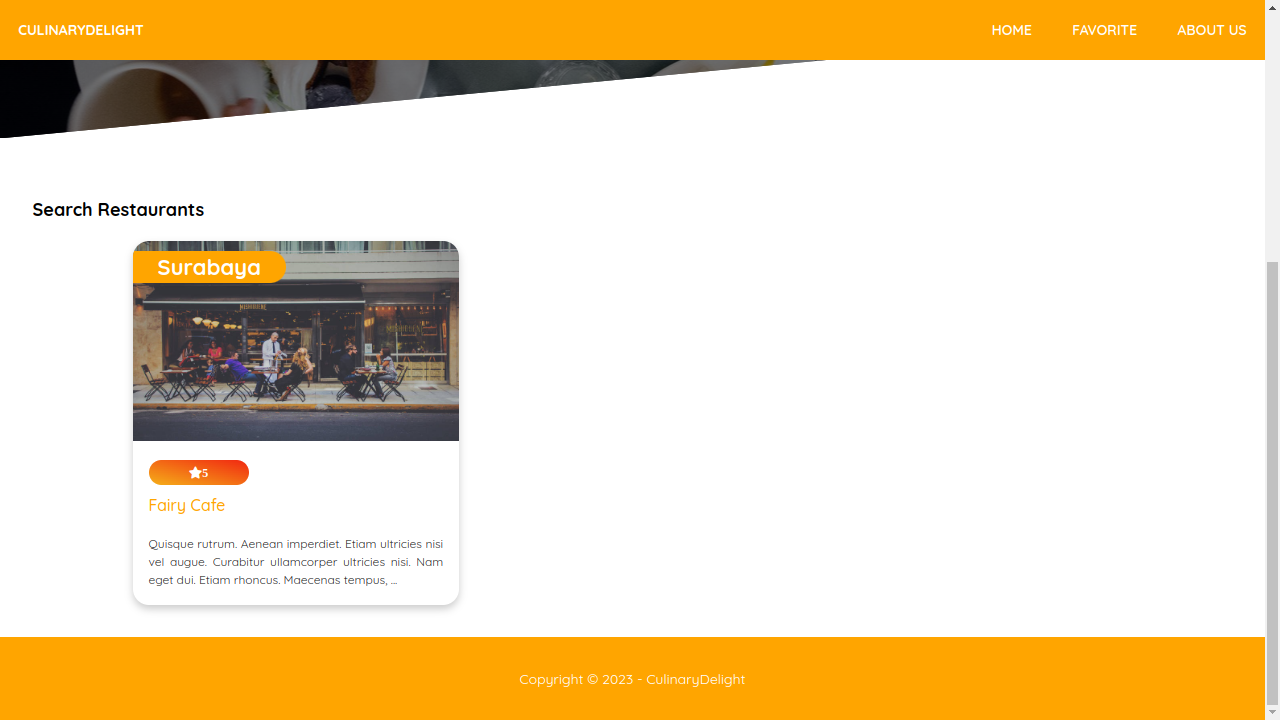 CULINARYDELIGHT
HOME
FAVORITE
ABOUT US
Search Restaurants
Surabaya
5
Fairy Cafe
Quisque rutrum. Aenean imperdiet. Etiam ultricies nisi
vel augue. Curabitur ullamcorper ultricies nisi. Nam
eget dui. Etiam rhoncus. Maecenas tempus, ...
Copyright © 2023 - CulinaryDelight